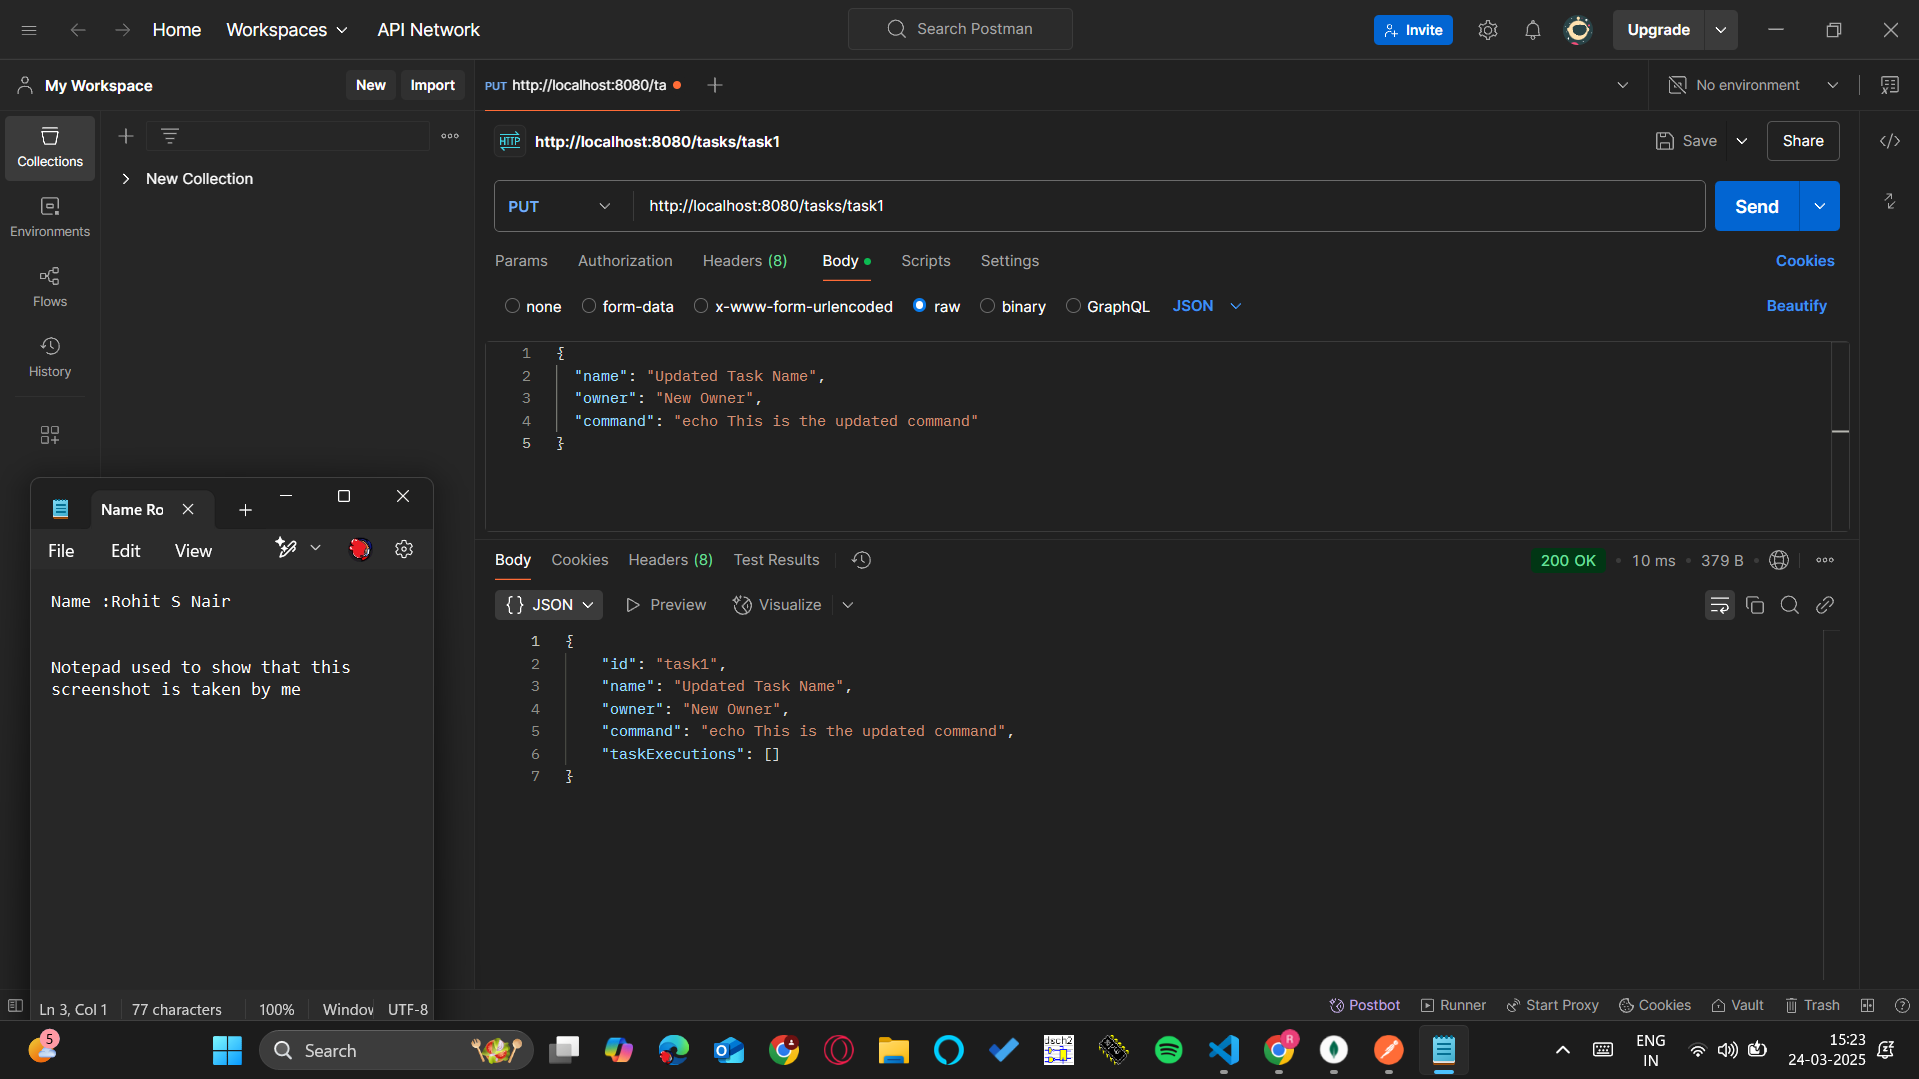 Home Workspaces API Network
Search Postman
Invite
Upgrade
My Workspace
New Import
PUT http://localhost:8080/ta
No environment
Collections
New Collection
Environments
Flows
History
HTTP http://localhost:8080/tasks/task1
Save
Share
PUT http://localhost:8080/tasks/task1
Send
Params Authorization Headers (8) Body Scripts Settings
Cookies
none form-data x-www-form-urlencoded raw binary GraphQL JSON
Beautify
1 {
2 "name": "Updated Task Name",
3 "owner": "New Owner",
4 "command": "echo This is the updated command"
5 }
Body Cookies Headers (8) Test Results
200 OK 10 ms 379 B
{} JSON Preview Visualize
1 {
2 "id": "task1",
3 "name": "Updated Task Name",
4 "owner": "New Owner",
5 "command": "echo This is the updated command",
6 "taskExecutions": []
7 }
Name Ro
File Edit View
Name :Rohit S Nair
Notepad used to show that this
screenshot is taken by me
Ln 3, Col 1 77 characters 100% Window UTF-8
Postbot Runner Start Proxy Cookies Vault Trash
5
Search
dsch2
R
ENG
IN
15:23
24-03-2025